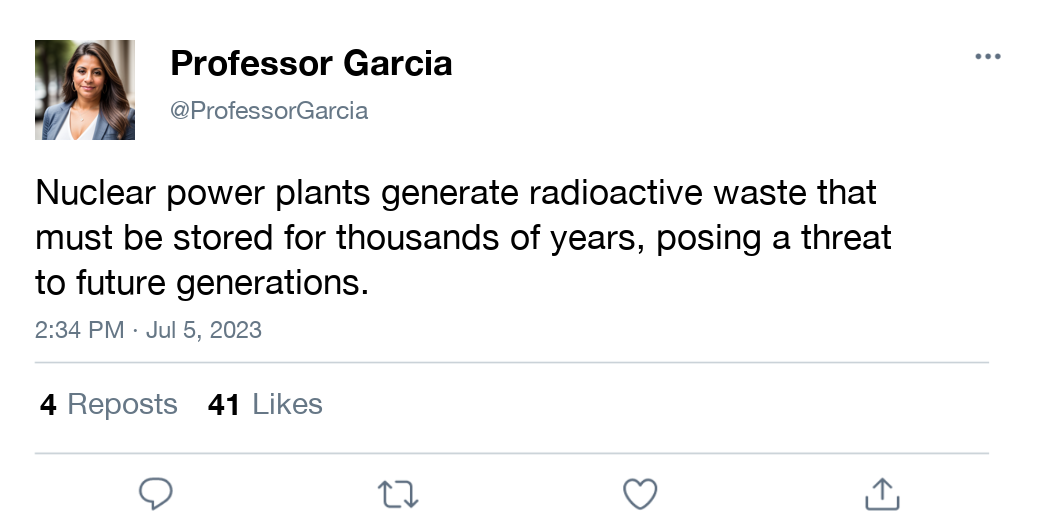 Professor Garcia
@ProfessorGarcia
Nuclear power plants generate radioactive waste that
must be stored for thousands of years, posing a threat
to future generations.
2:34 PM · Jul 5, 2023
4 Reposts 41 Likes